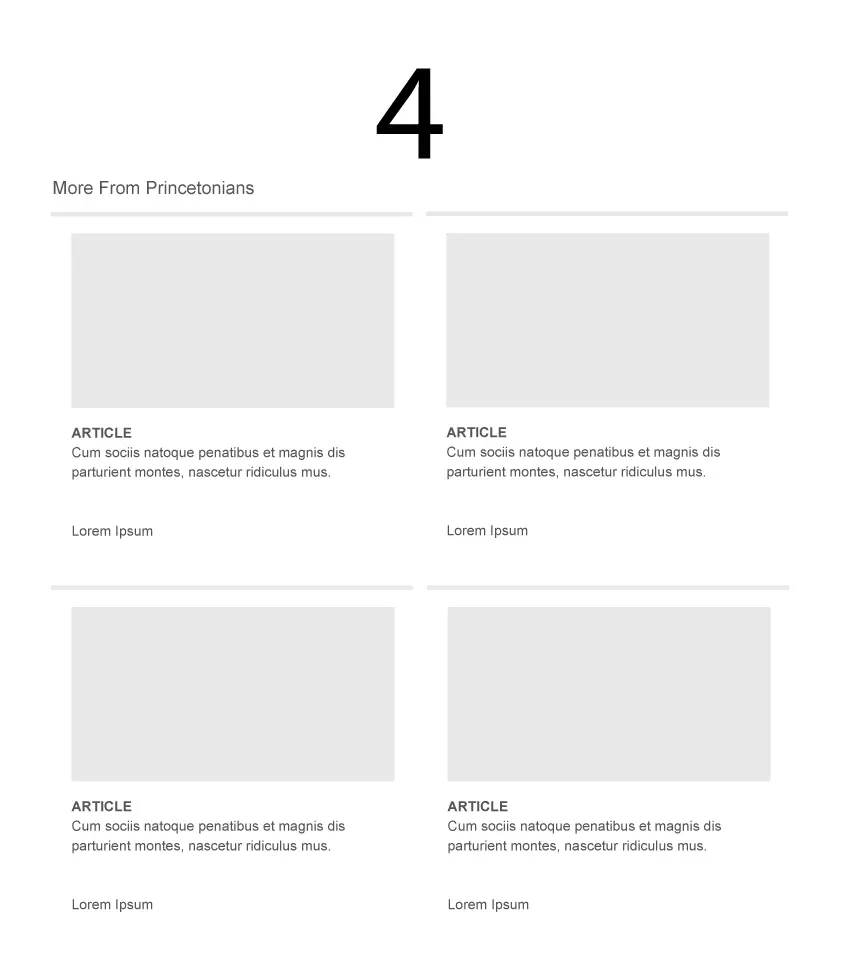 4
More From Princetonians
ARTICLE
Cum sociis natoque penatibus et magnis dis
parturient montes, nascetur ridiculus mus.
Lorem Ipsum
ARTICLE
Cum sociis natoque penatibus et magnis dis
parturient montes, nascetur ridiculus mus.
Lorem Ipsum
ARTICLE
Cum sociis natoque penatibus et magnis dis
parturient montes, nascetur ridiculus mus.
Lorem Ipsum
ARTICLE
Cum sociis natoque penatibus et magnis dis
parturient montes, nascetur ridiculus mus.
Lorem Ipsum